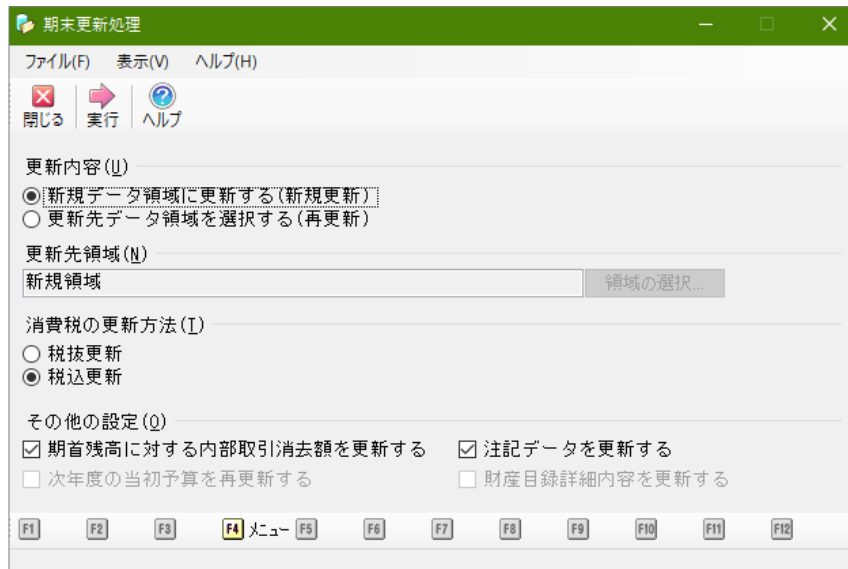 期末更新処理
ファイル(F) 表示(V) ヘルプ(H)
閉じる 実行 ヘルプ
更新内容(U)
新規データ領域に更新する(新規更新)
更新先データ領域を選択する(再更新)
更新先領域(N)
新規領域 領域の選択...
消費税の更新方法(T)
税抜更新
税込更新
その他の設定(O)
期首残高に対する内部取引消去額を更新する 注記データを更新する
次年度の当初予算を再更新する 財産目録詳細内容を更新する
F1 F2 F3 F4 メニュー F5 F6 F7 F8 F9 F10 F11 F12